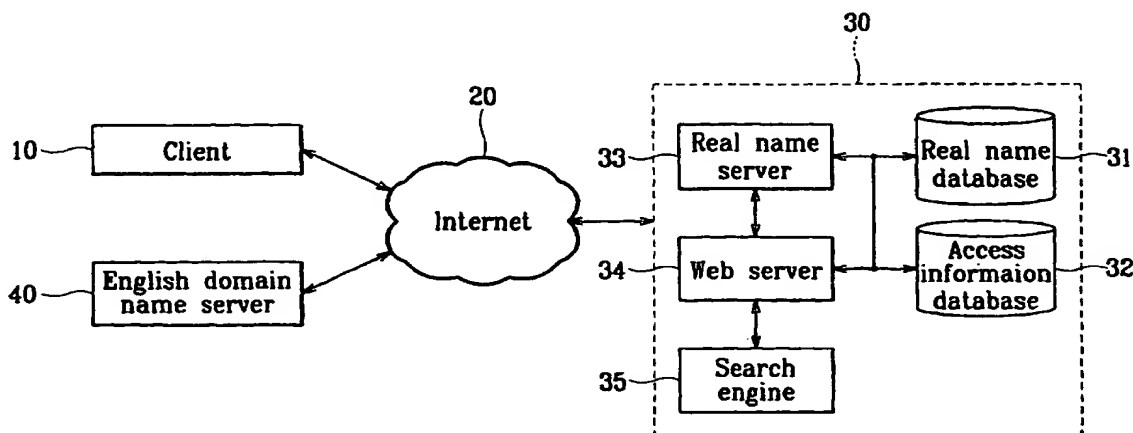 30
20
10
Client
33
Real name
server
Real name
database
31
Internet
40
English domain
name server
34
Web server
Access
informaion
database
32
35
Search
engine